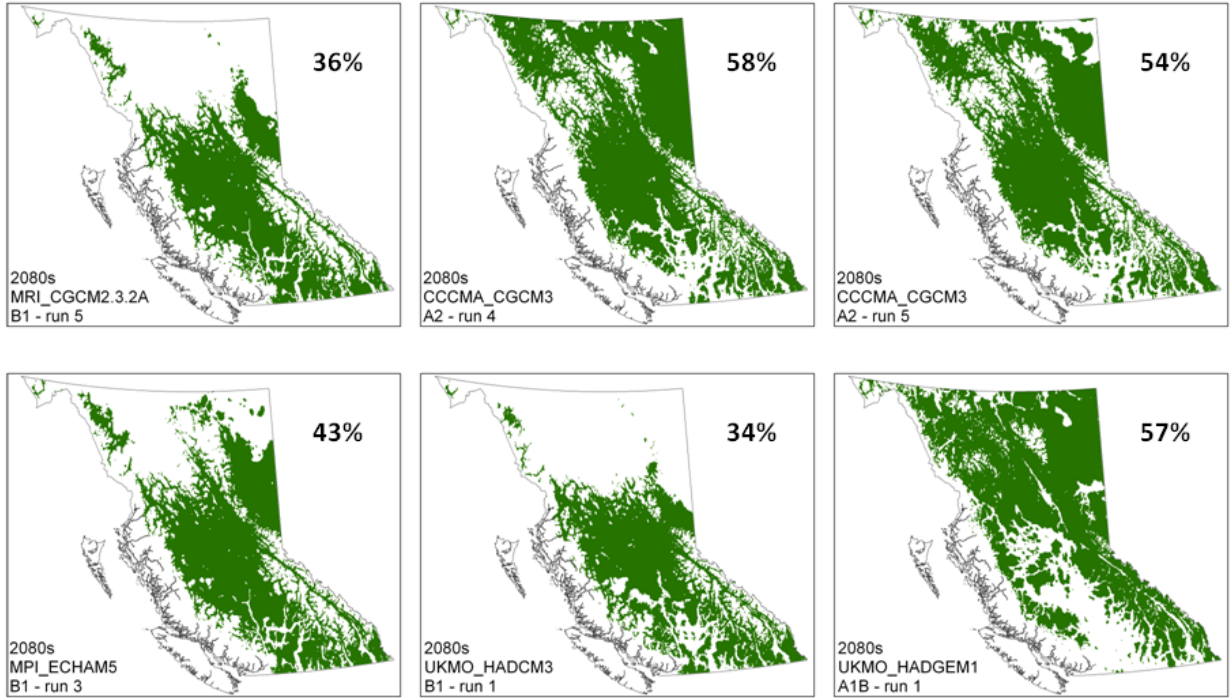 36%
2080s
MRI_CGCM2.3.2A
B1 - run 5
58%
2080s
CCCMA_CGCM3
A2 - run 4
54%
2080s
CCCMA_CGCM3
A2 - run 5
43%
2080s
MPI_ECHAM5
B1 - run 3
34%
2080s
UKMO_HADCM3
B1 - run 1
57%
2080s
UKMO_HADGEM1
A1B - run 1